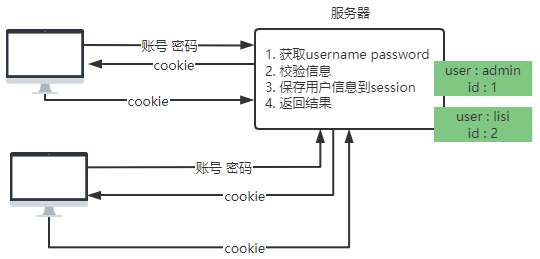 服务器
账号 密码
cookie
cookie
1. 获取username password
2. 校验信息
3. 保存用户信息到session
4. 返回结果
user : admin
id : 1
user : lisi
id : 2
账号 密码
cookie
cookie